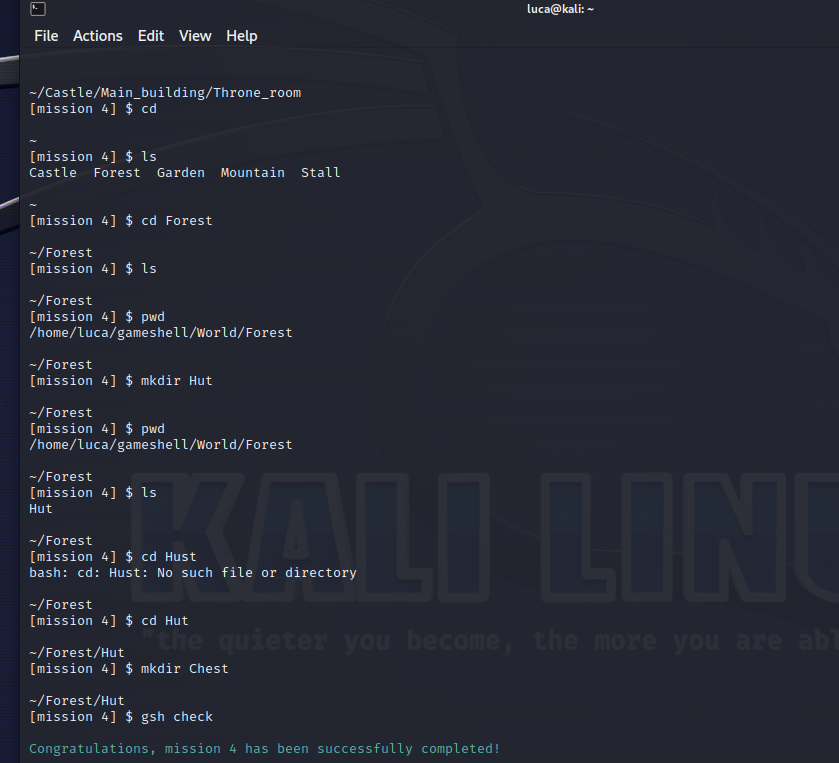 luca@kali: ~
File Actions Edit View Help
~/Castle/Main_building/Throne_room
[mission 4] $ cd
~
[mission 4] $ ls
Castle  Forest  Garden  Mountain  Stall
~
[mission 4] $ cd Forest
~/Forest
[mission 4] $ ls
~/Forest
[mission 4] $ pwd
/home/luca/gameshell/World/Forest
~/Forest
[mission 4] $ mkdir Hut
~/Forest
[mission 4] $ pwd
/home/luca/gameshell/World/Forest
~/Forest
[mission 4] $ ls
Hut
~/Forest
[mission 4] $ cd Hust
bash: cd: Hust: No such file or directory
~/Forest
[mission 4] $ cd Hut
~/Forest/Hut
[mission 4] $ mkdir Chest
~/Forest/Hut
[mission 4] $ gsh check
Congratulations, mission 4 has been successfully completed!
KALI
"the quieter you become, the more you are